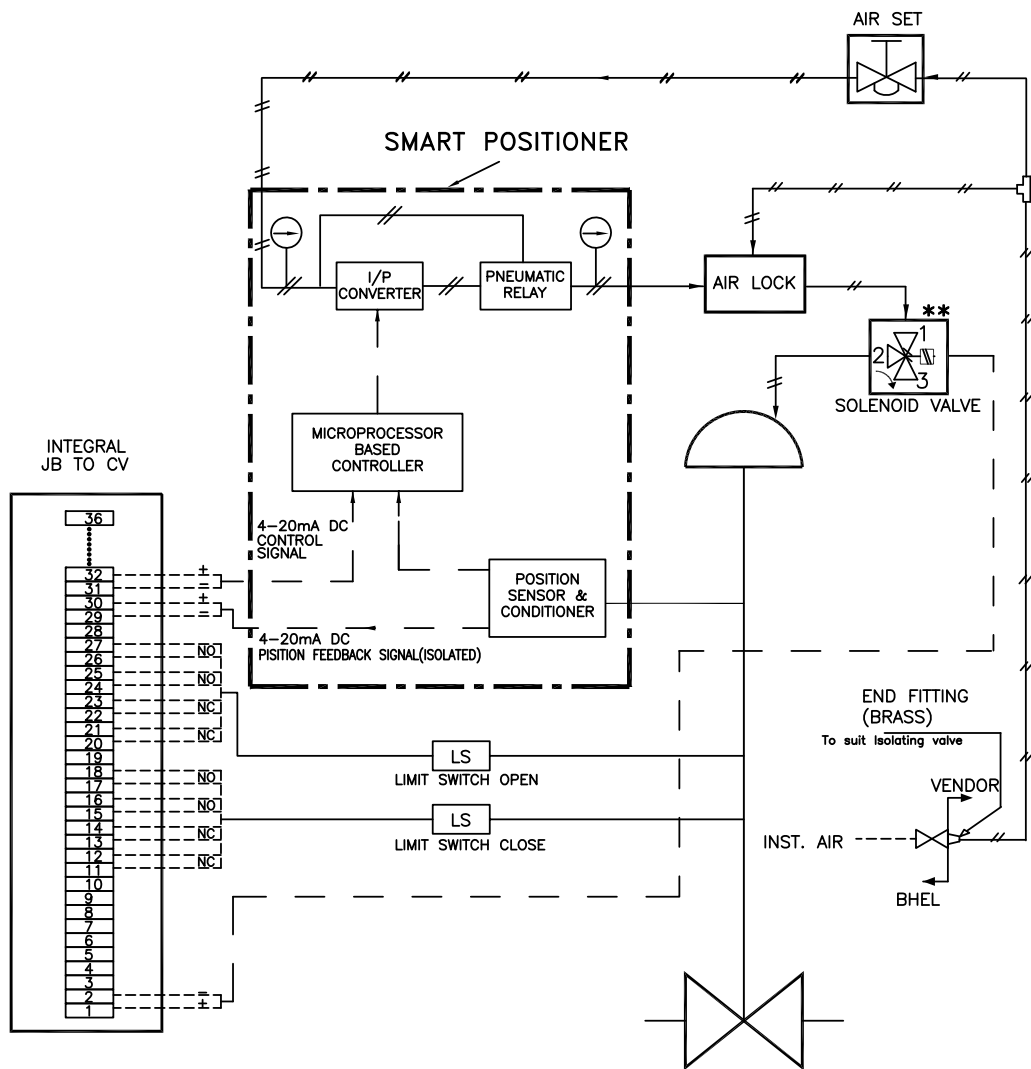 AIR SET
SMART POSITIONER
I/P
CONVERTER
PNEUMATIC
RELAY
AIR LOCK
**
1
2
3
SOLENOID VALVE
MICROPROCESSOR
BASED
CONTROLLER
INTEGRAL
JB TO CV
4-20mA DC
CONTROL
SIGNAL
POSITION
SENSOR &
CONDITIONER
4-20mA DC
PISITION FEEDBACK SIGNAL(ISOLATED)
36
32 +
31 -
30 +
29 -
28
27 NO
26
25 NO
24
23 NC
22
21 NC
20
19
18 NO
17
16 NO
15
14 NC
13
12 NC
11
10
9
8
7
6
5
4
3
2 -
1 +
LS
LIMIT SWITCH OPEN
LS
LIMIT SWITCH CLOSE
END FITTING
(BRASS)
To suit Isolating valve
VENDOR
INST. AIR
BHEL